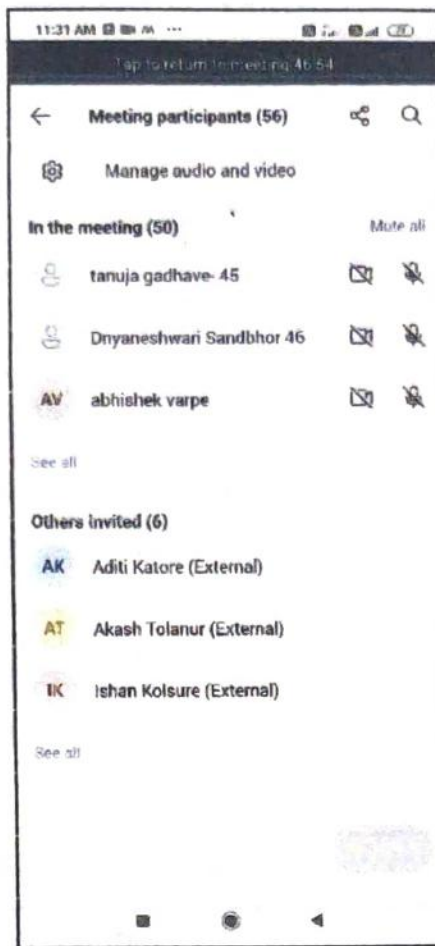 11:31 AM
Tap to return to meeting 46:54
Meeting participants (56)
Manage audio and video
In the meeting (50)
Mute all
tanuja gadhave- 45
Dnyaneshwari Sandbhor 46
AV abhishek varpe
See all
Others invited (6)
AK Aditi Katore (External)
AT Akash Tolanur (External)
IK Ishan Kolsure (External)
See all